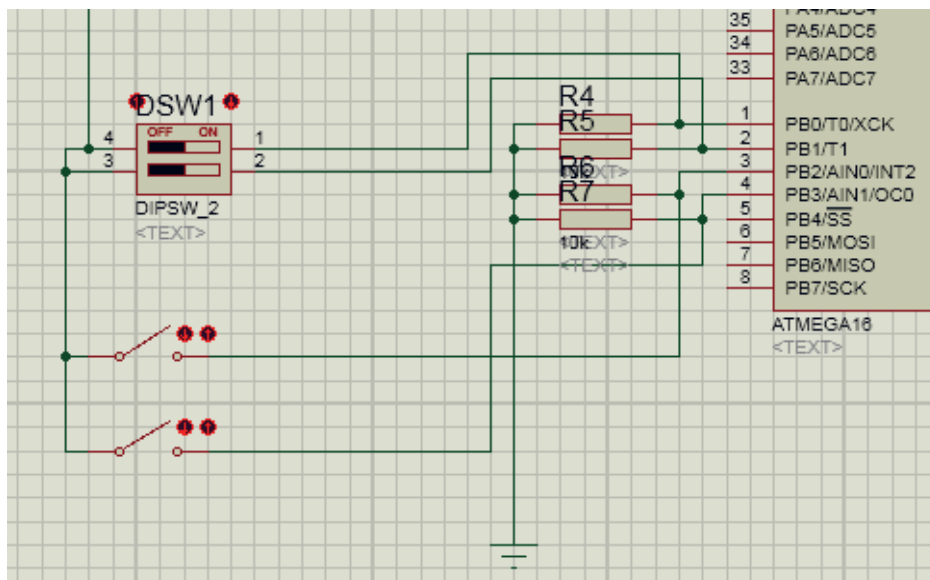 35
PA4/ADC4
PA5/ADC5
34
PA6/ADC6
33
PA7/ADC7
DSW1
OFF ON
4
1
3
2
DIPSW_2
<TEXT>
R4
R5
R6
R7
10k
<TEXT>
<TEXT>
1
PB0/T0/XCK
2
PB1/T1
3
PB2/AIN0/INT2
4
PB3/AIN1/OC0
5
PB4/SS
6
PB5/MOSI
7
PB6/MISO
8
PB7/SCK
ATMEGA16
<TEXT>